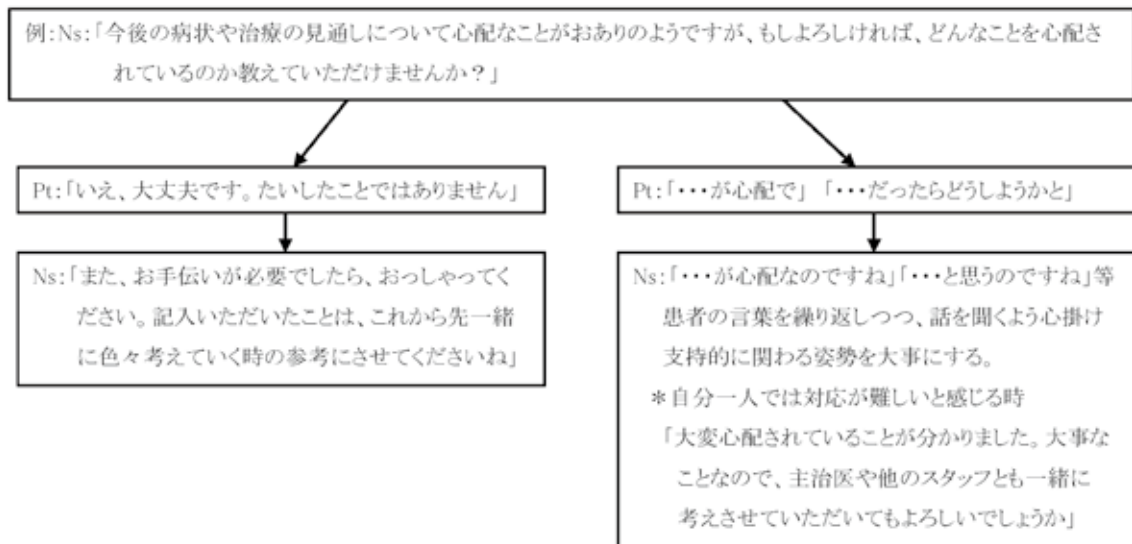 例:Ns:「今後の病状や治療の見通しについて心配なことがおありのようですが、もしよろしければ、どんなことを心配さ
れているのか教えていただけませんか？」
Pt:「いえ、大丈夫です。たいしたことではありません」
Ns:「また、お手伝いが必要でしたら、おっしゃってく
ださい。記入いただいたことは、これから先一緒
に色々考えていく時の参考にさせてくださいね」
Pt:「･･･が心配で」 「･･･だったらどうしようかと」
Ns:「･･･が心配なのですね」「･･･と思うのですね」等
患者の言葉を繰り返しつつ、話を聞くよう心掛け
支持的に関わる姿勢を大事にする。
＊自分一人では対応が難しいと感じる時
「大変心配されていることが分かりました。大事な
ことなので、主治医や他のスタッフとも一緒に
考えさせていただいてもよろしいでしょうか」